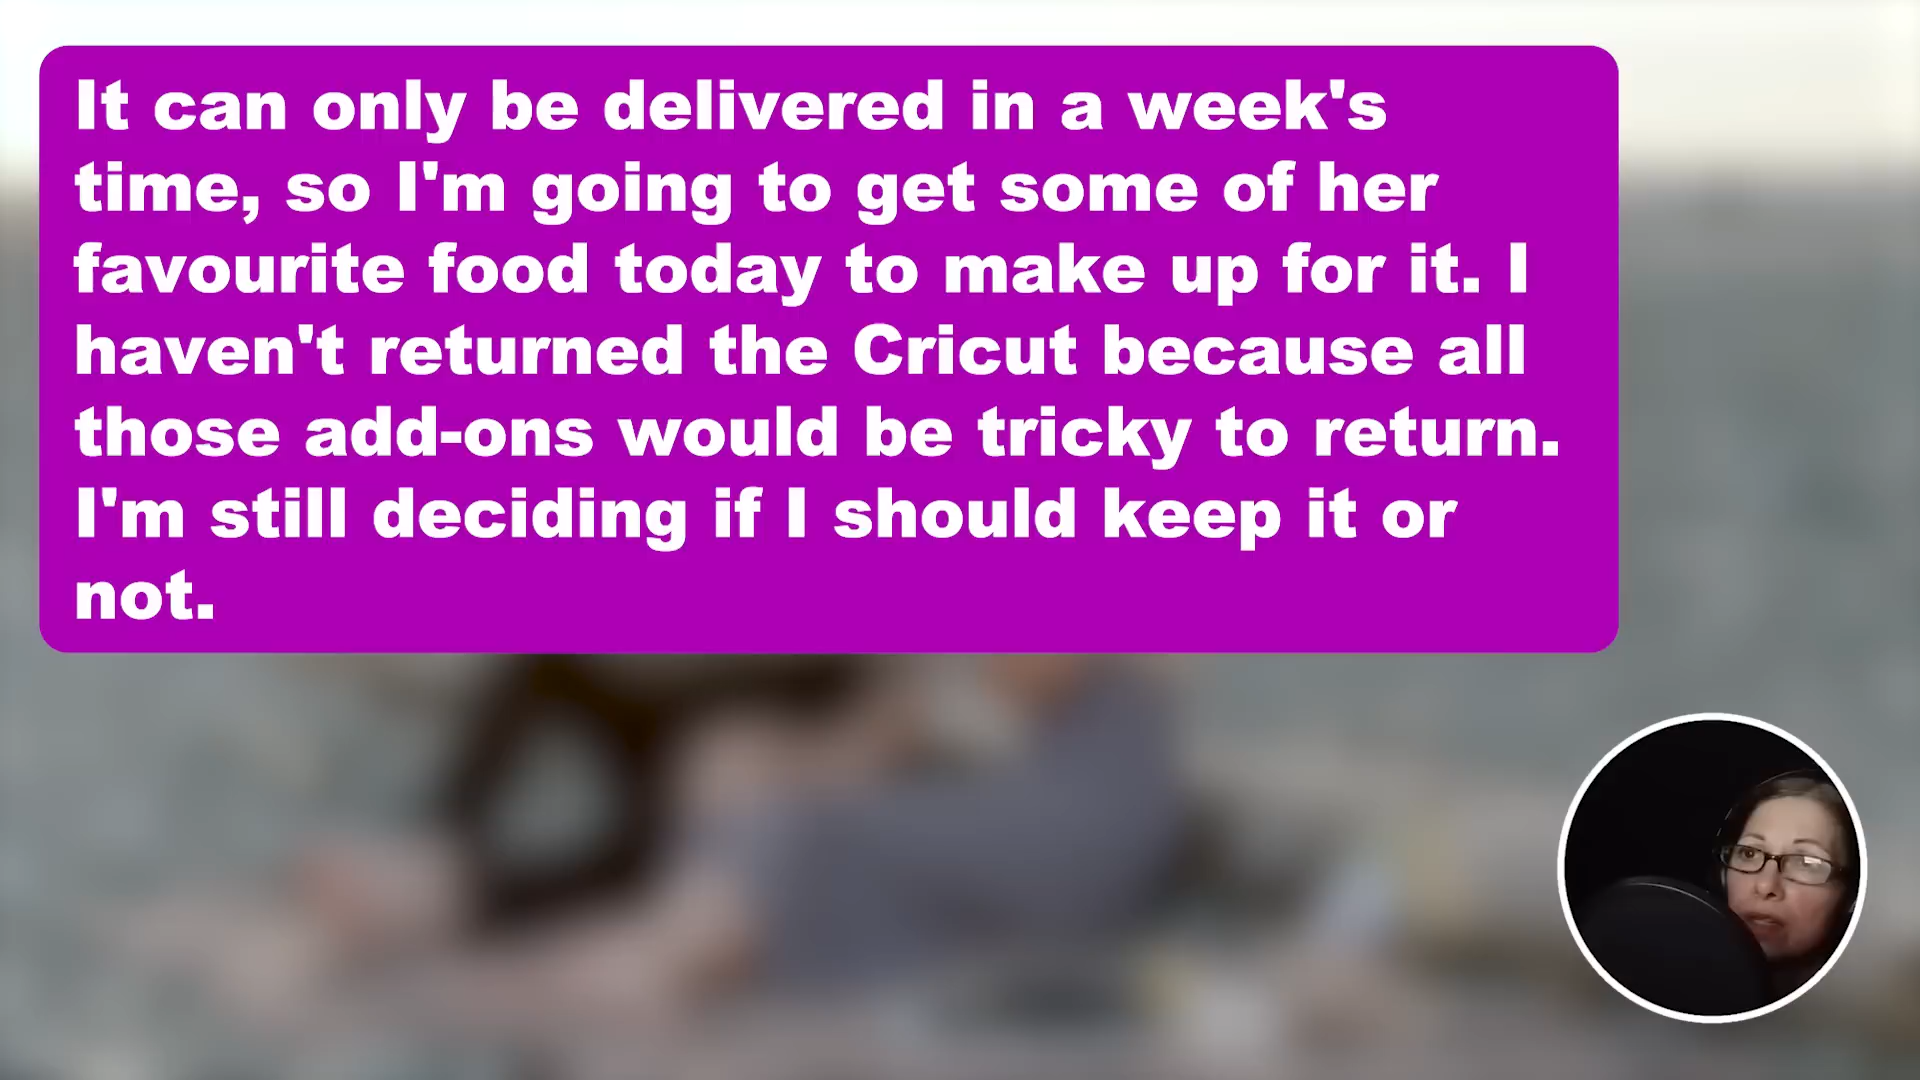 It can only be delivered in a week's
time, so I'm going to get some of her
favourite food today to make up for it. I
haven't returned the Cricut because all
those add-ons would be tricky to return.
I'm still deciding if I should keep it or
not.